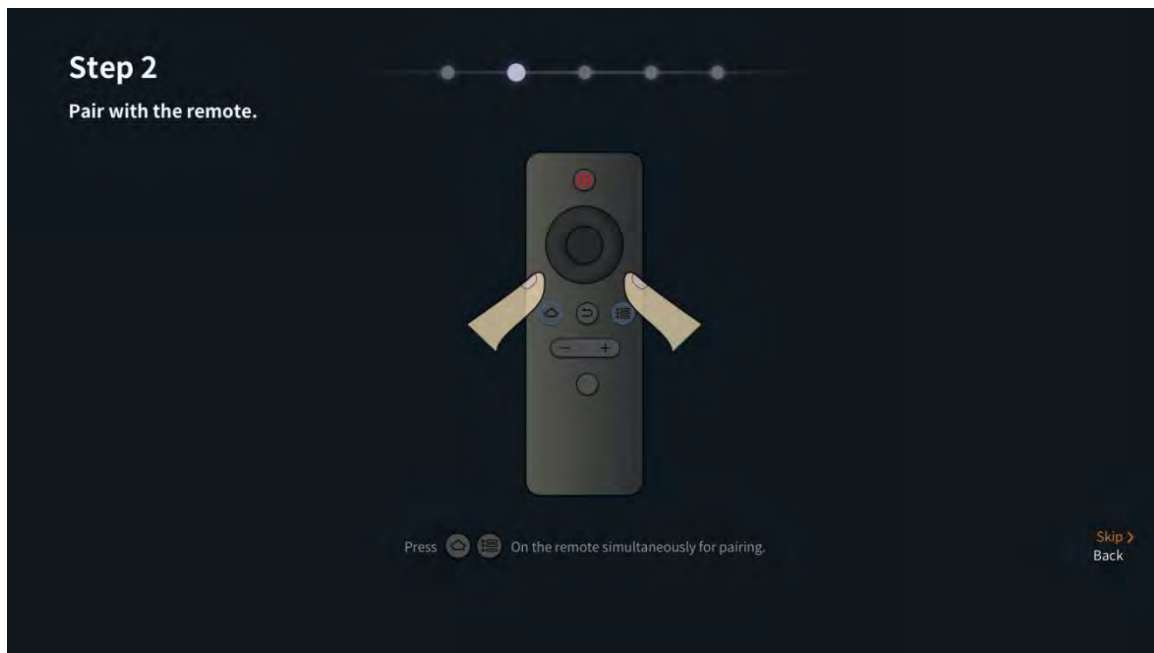 Step 2
Pair with the remote.
− +
Press On the remote simultaneously for pairing.
Skip >
Back